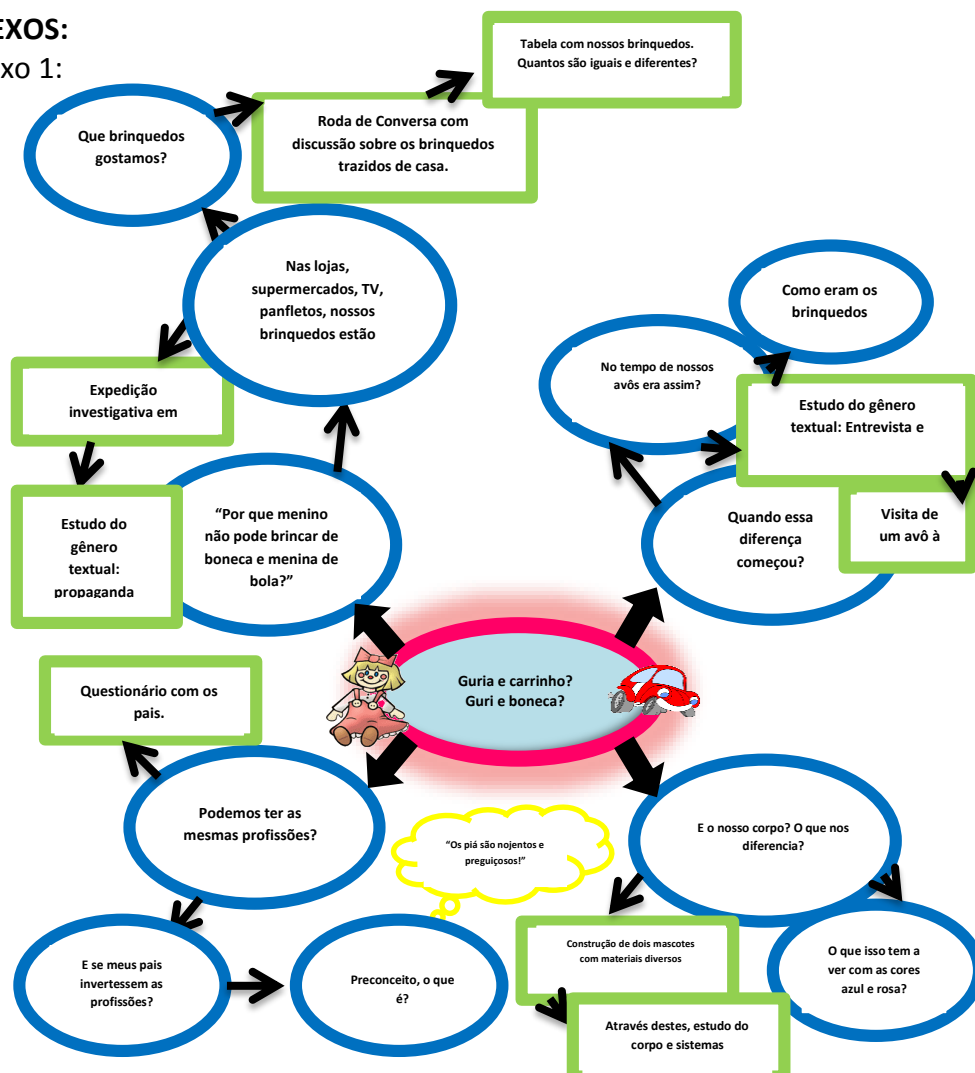 EXOS:
xo 1:
Tabela com nossos brinquedos.
Quantos são iguais e diferentes?
Que brinquedos
gostamos?
Roda de Conversa com
discussão sobre os brinquedos
trazidos de casa.
Nas lojas,
supermercados, TV,
panfletos, nossos
brinquedos estão
Como eram os
brinquedos
No tempo de nossos
avôs era assim?
Expedição
investigativa em
Estudo do gênero
textual: Entrevista e
Estudo do
gênero
textual:
propaganda
“Por que menino
não pode brincar de
boneca e menina de
bola?”
Quando essa
diferença
começou?
Visita de
um avô à
Guria e carrinho?
Guri e boneca?
Questionário com os
pais.
Podemos ter as
mesmas profissões?
“Os piá são nojentos e
preguiçosos!”
E o nosso corpo? O que nos
diferencia?
E se meus pais
invertessem as
profissões?
Preconceito, o que
é?
Construção de dois mascotes
com materiais diversos
O que isso tem a
ver com as cores
azul e rosa?
Através destes, estudo do
corpo e sistemas